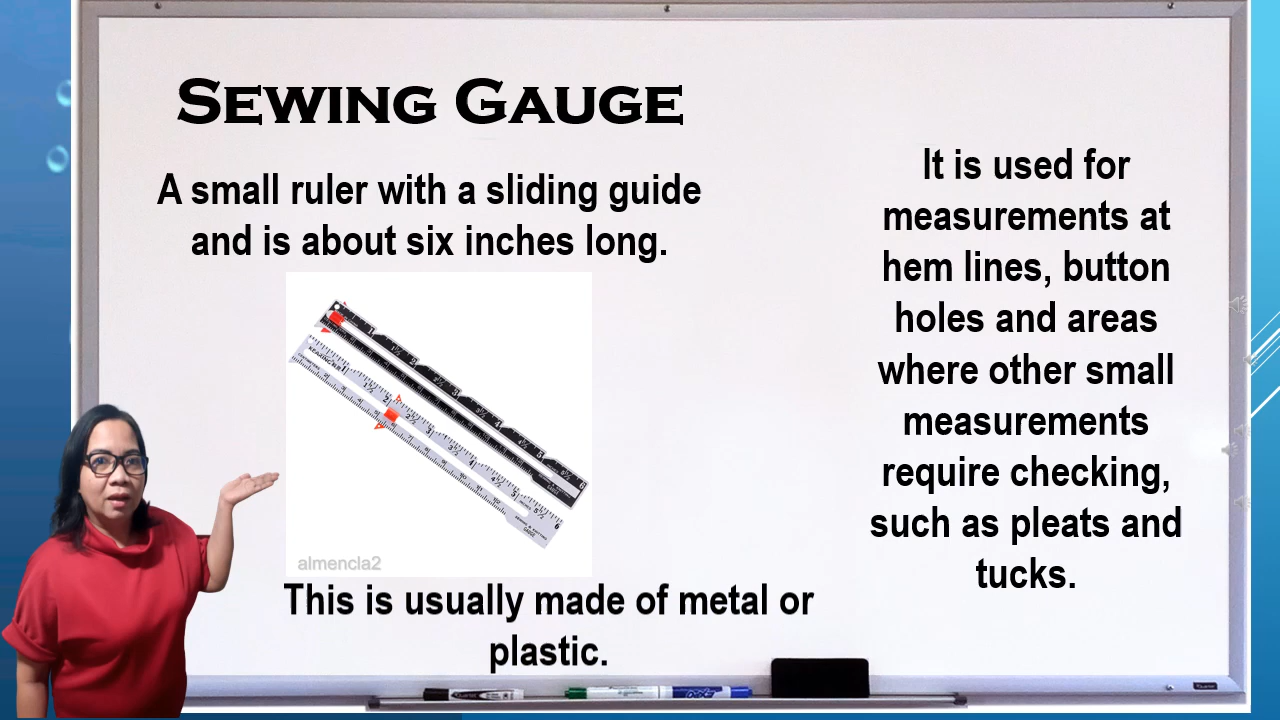 SEWING GAUGE
A small ruler with a sliding guide
and is about six inches long.
It is used for
measurements at
hem lines, button
holes and areas
where other small
measurements
require checking,
such as pleats and
tucks.
almencla2
This is usually made of metal or
plastic.